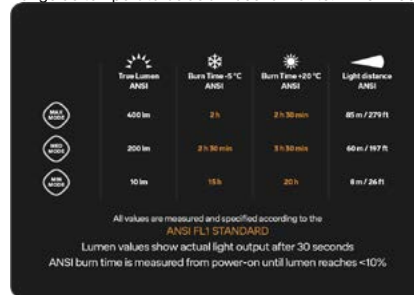 True Lumen
ANSI
Burn Time -5 °C
ANSI
Burn Time +20 °C
ANSI
Light distance
ANSI
MAX
MODE
400 lm
2 h
2 h 30 min
85 m / 279 ft
MED
MODE
200 lm
2 h 30 min
3 h 30 min
60 m / 197 ft
MIN
MODE
10 lm
15 h
20 h
8 m / 26 ft
All values are measured and specified according to the
ANSI FL1 STANDARD
Lumen values show actual light output after 30 seconds
ANSI burn time is measured from power-on until lumen reaches <10%